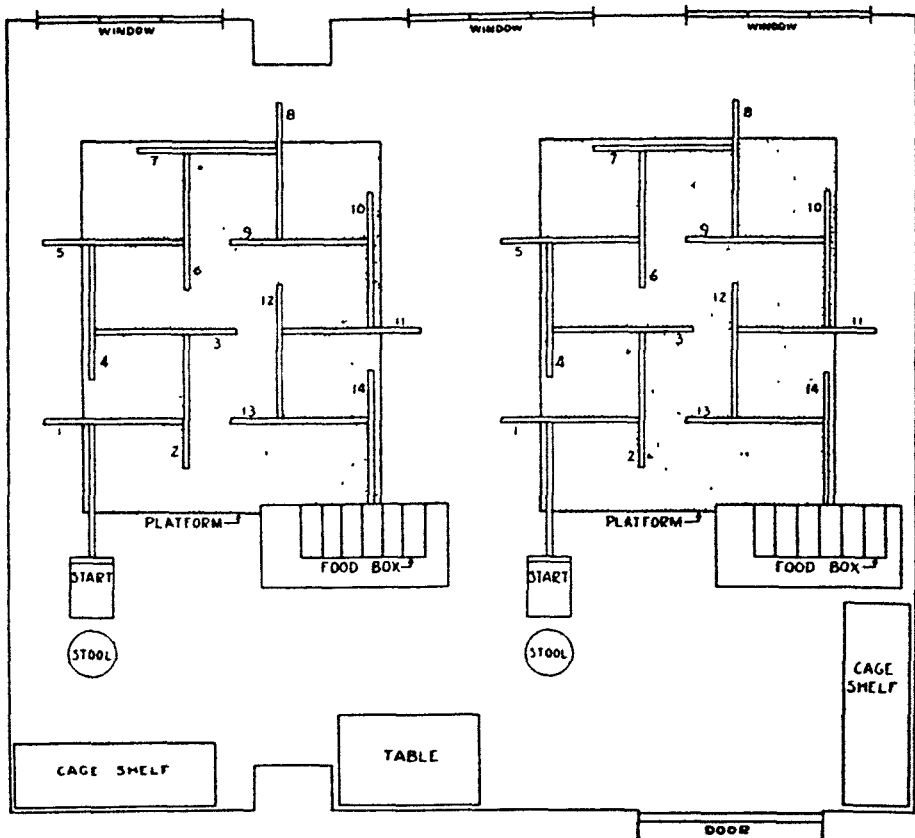 WINDOW
WINDOW
WINDOW
8
8
7
7
10
10
5
9
5
9
6
6
12
12
11
11
3
3
4
4
14
14
1
13
1
13
2
2
PLATFORM
PLATFORM
FOOD BOX
FOOD BOX
START
START
STOOL
STOOL
CAGE
SHELF
TABLE
CAGE SHELF
DOOR